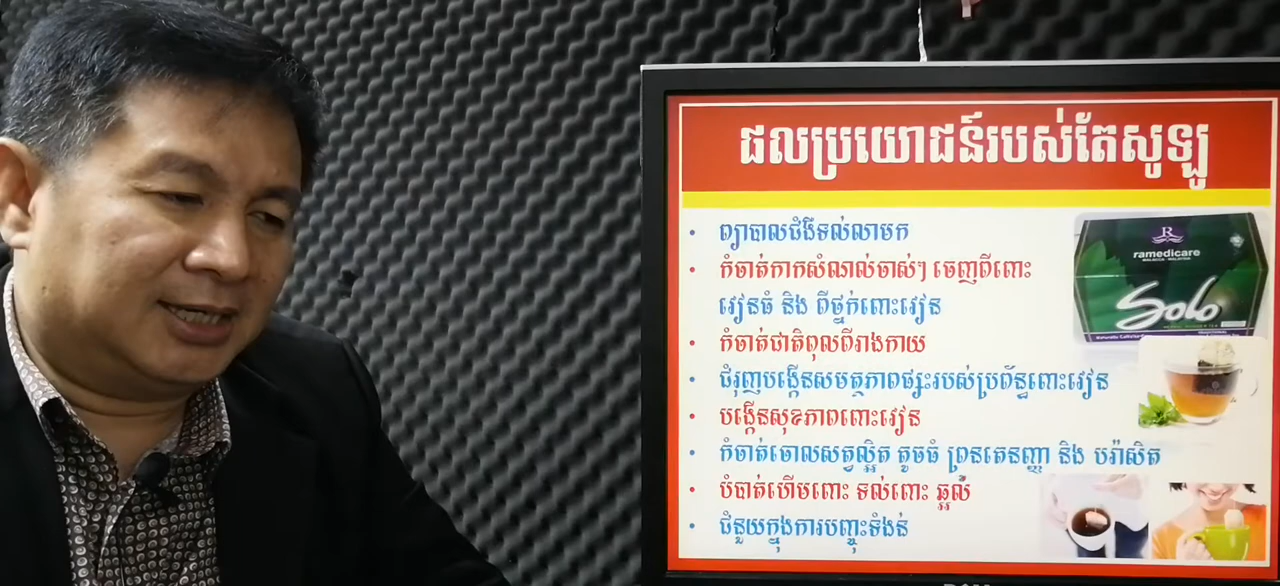 ផលប្រយោជន៍របស់តែសូឡូ
• ព្យាបាលជំងឺទល់លាមក
• កំចាត់កាកសំណល់ចាស់ៗ ចេញពីពោះ
វៀនធំ និង ពីថ្នក់ពោះវៀន
• កំចាត់ជាតិពុលពីរាងកាយ
• ជំរុញបង្កើនសមត្ថភាពផ្សះរបស់ប្រព័ន្ធពោះវៀន
• បង្កើនសុខភាពពោះវៀន
• កំចាត់ចោលសត្វល្អិត តូចធំ ព្រូនតេនញ្ញា និង បរ៉ាស៊ិត
• បំបាត់ហើមពោះ ទល់ពោះ ឆ្អល់
• ជំនួយក្នុងការបញ្ចុះទំងន់
R
ramedicare
Solo